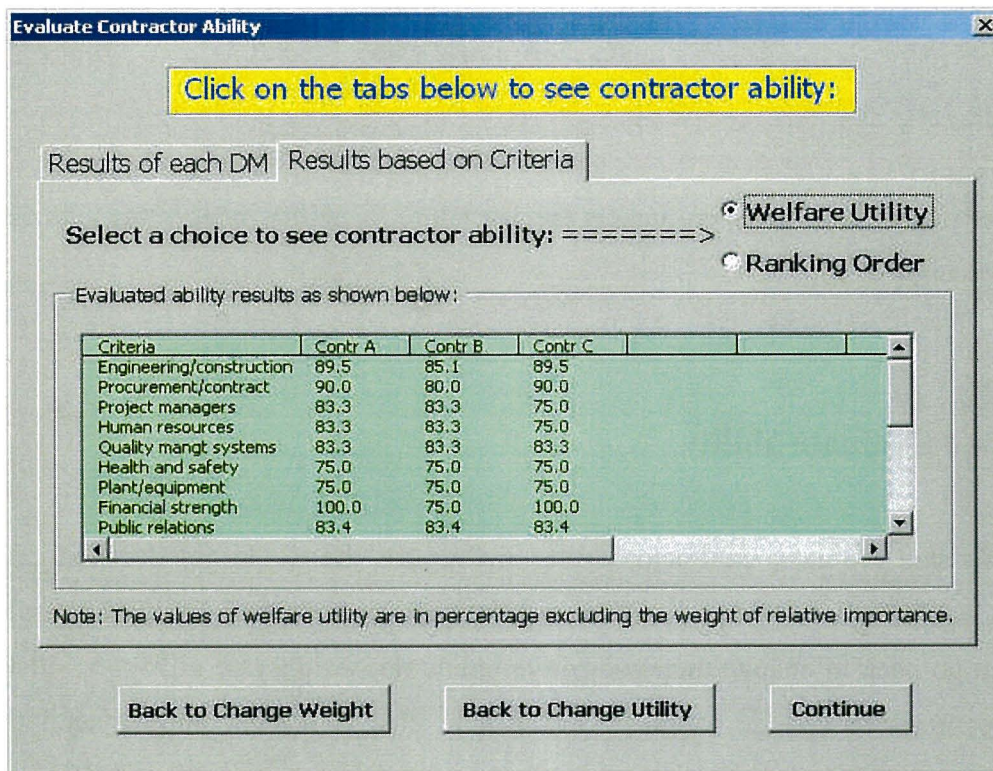 Evaluate Contractor Ability
Click on the tabs below to see contractor ability:
Results of each DM Results based on Criteria
Select a choice to see contractor ability: =======>
Welfare Utility
Ranking Order
Evaluated ability results as shown below:
Criteria Contr A Contr B Contr C
Engineering/construction 89.5 85.1 89.5
Procurement/contract 90.0 80.0 90.0
Project managers 83.3 83.3 75.0
Human resources 83.3 83.3 75.0
Quality mangt systems 83.3 83.3 83.3
Health and safety 75.0 75.0 75.0
Plant/equipment 75.0 75.0 75.0
Financial strength 100.0 75.0 100.0
Public relations 83.4 83.4 83.4
Note: The values of welfare utility are in percentage excluding the weight of relative importance.
Back to Change Weight Back to Change Utility Continue